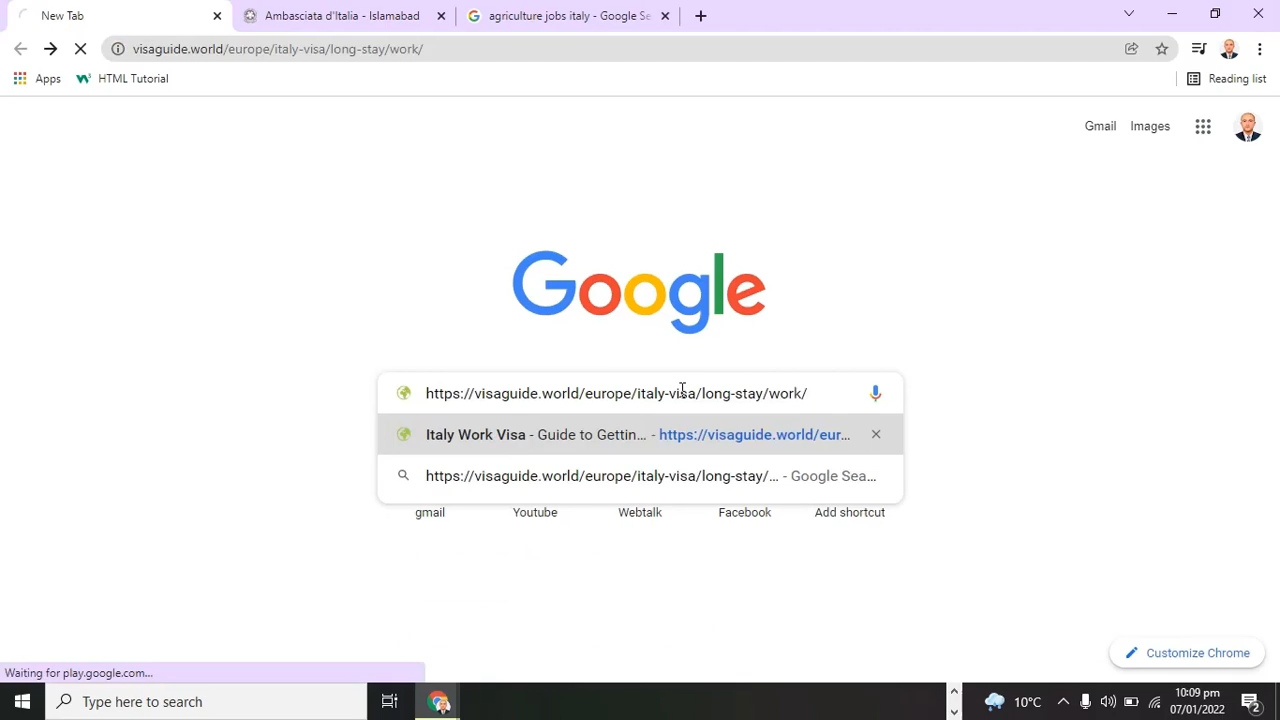 New Tab
Ambasciata d'Italia - Islamabad
agriculture jobs italy - Google Se
visaguide.world/europe/italy-visa/long-stay/work/
Apps
HTML Tutorial
Reading list
Gmail
Images
Google
https://visaguide.world/europe/italy-visa/long-stay/work/
Italy Work Visa - Guide to Gettin... - https://visaguide.world/eur...
https://visaguide.world/europe/italy-visa/long-stay/... - Google Sea...
gmail
Youtube
Webtalk
Facebook
Add shortcut
Customize Chrome
Waiting for play.google.com...
Type here to search
10°C
10:09 pm
07/01/2022
2